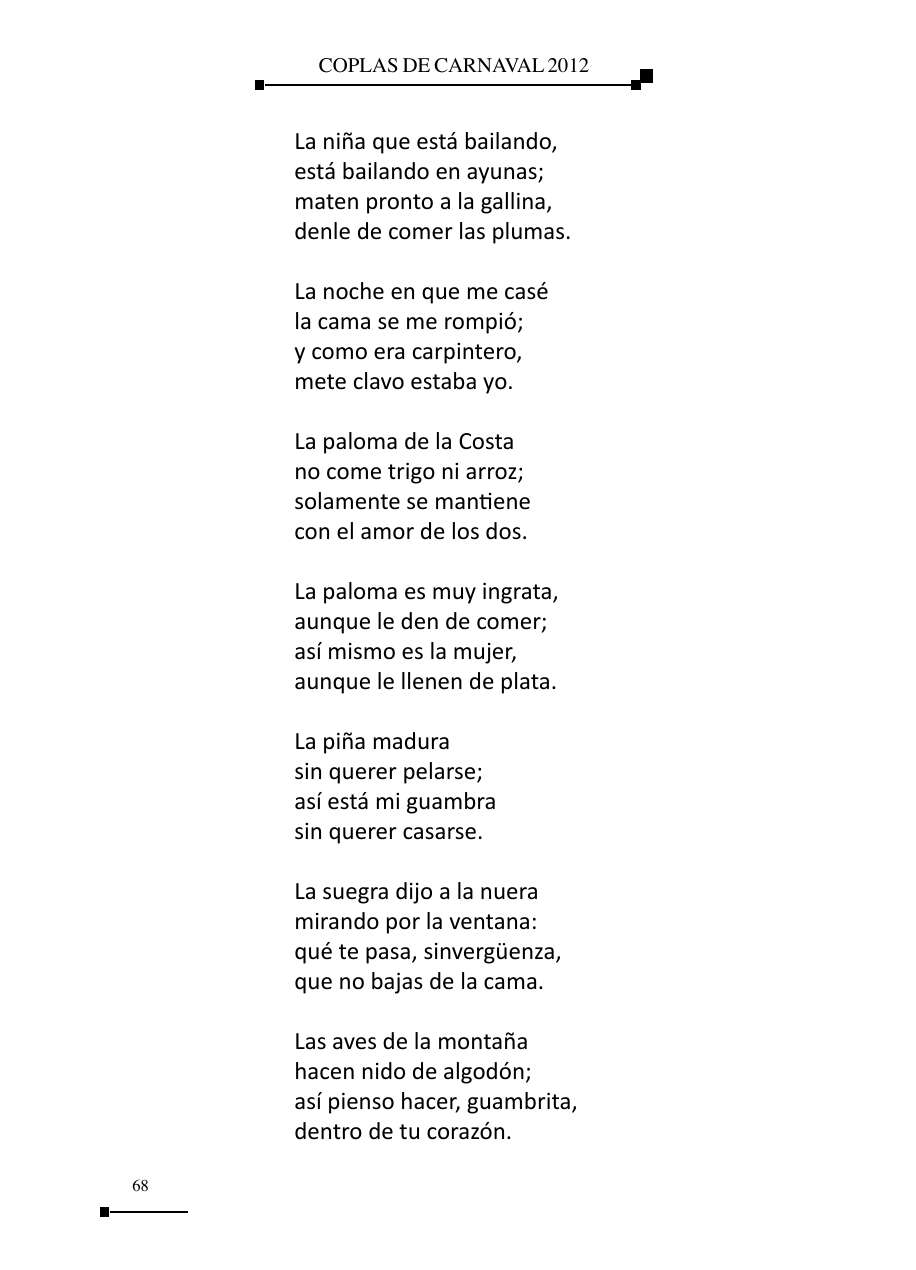 COPLAS DE CARNAVAL 2012
La niña que está bailando,
está bailando en ayunas;
maten pronto a la gallina,
denle de comer las plumas.
La noche en que me casé
la cama se me rompió;
y como era carpintero,
mete clavo estaba yo.
La paloma de la Costa
no come trigo ni arroz;
solamente se mantiene
con el amor de los dos.
La paloma es muy ingrata,
aunque le den de comer;
así mismo es la mujer,
aunque le llenen de plata.
La piña madura
sin querer pelarse;
así está mi guambra
sin querer casarse.
La suegra dijo a la nuera
mirando por la ventana:
qué te pasa, sinvergüenza,
que no bajas de la cama.
Las aves de la montaña
hacen nido de algodón;
así pienso hacer, guambrita,
dentro de tu corazón.
68